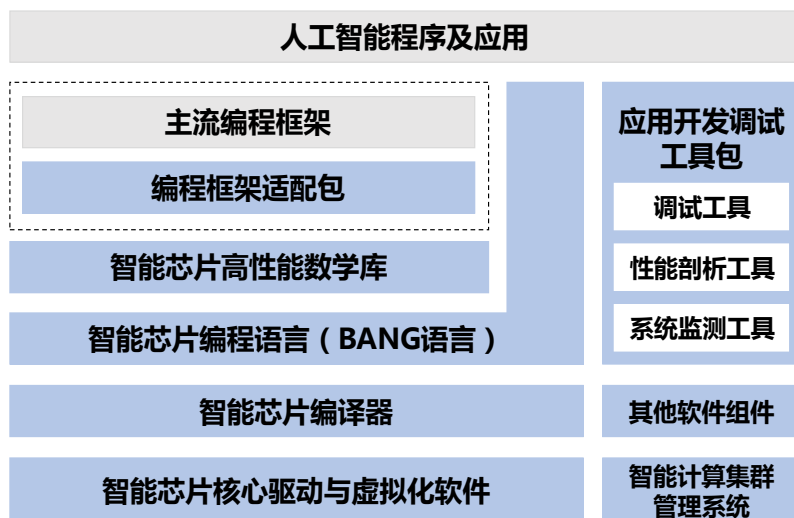 人工智能程序及应用
主流编程框架
编程框架适配包
智能芯片高性能数学库
智能芯片编程语言（BANG语言）
智能芯片编译器
智能芯片核心驱动与虚拟化软件
应用开发调试
工具包
调试工具
性能剖析工具
系统监测工具
其他软件组件
智能计算集群
管理系统